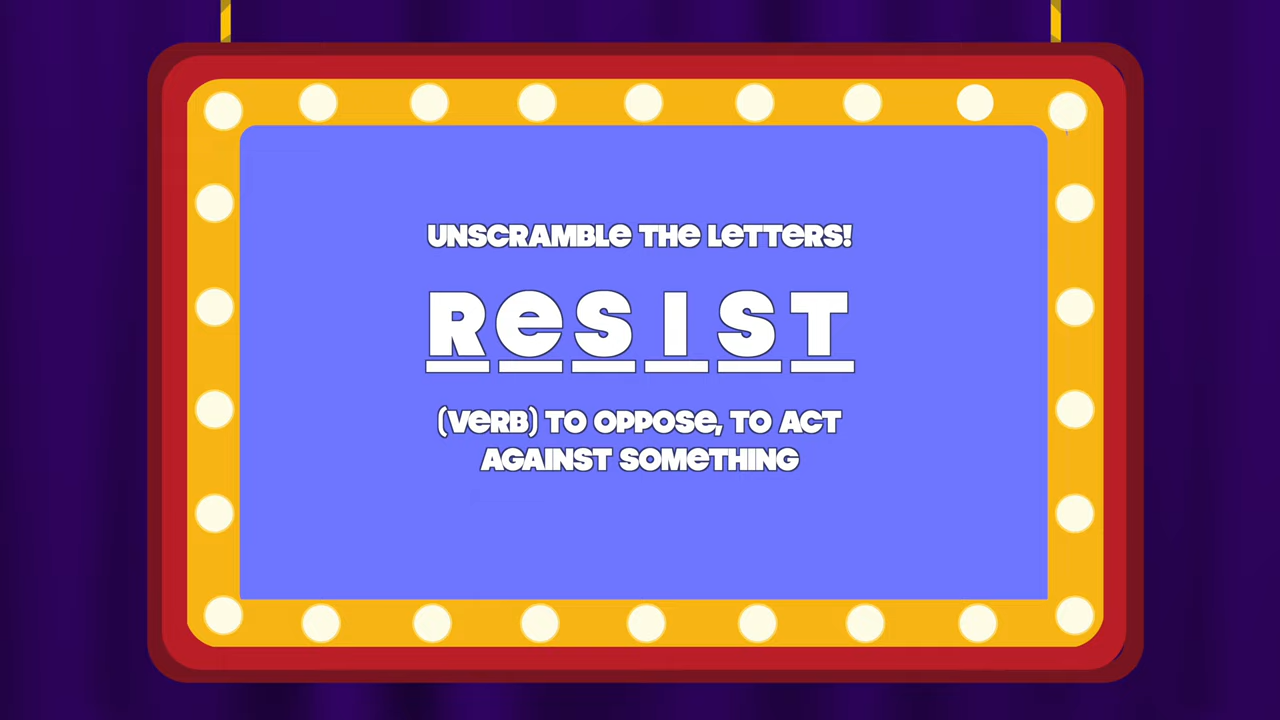 UNSCRAMBLE THE LETTERS!
RESIST
(VERB) TO OPPOSE, TO ACT
AGAINST SOMETHING